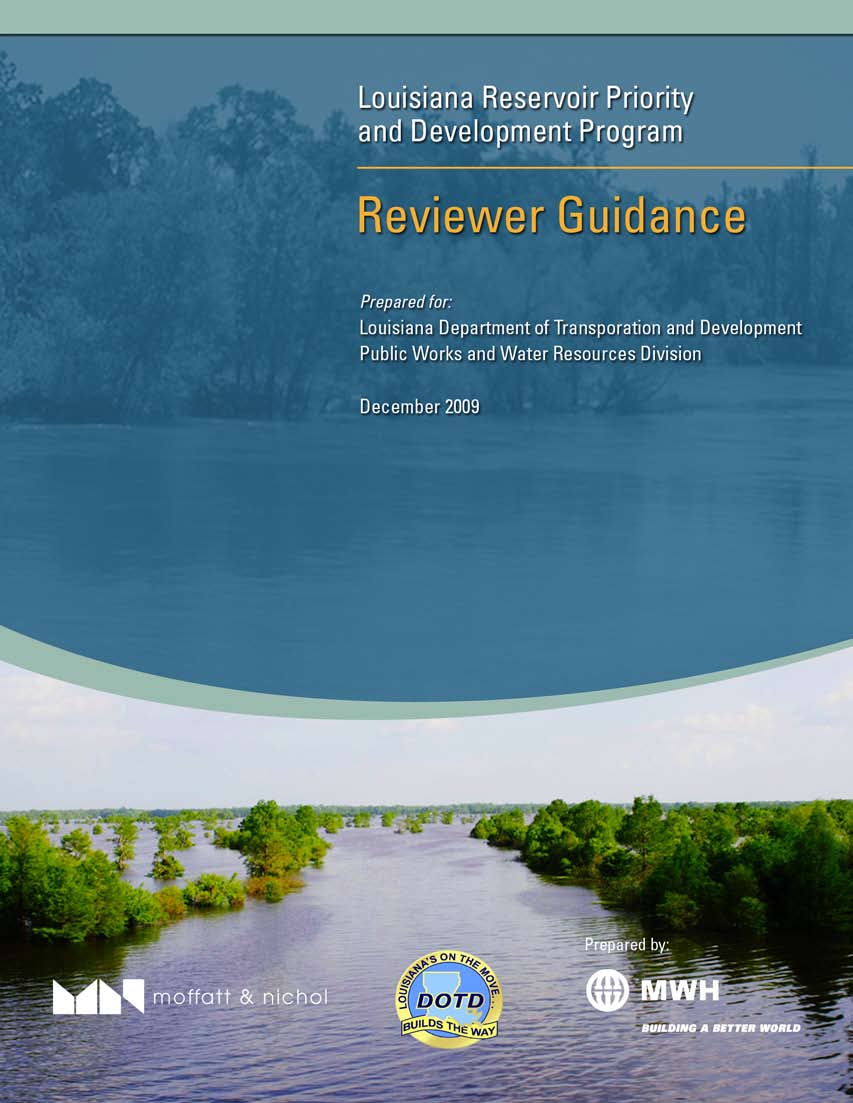 Louisiana Reservoir Priority
and Development Program
Reviewer Guidance
Prepared for:
Louisiana Department of Transporation and Development
Public Works and Water Resources Division
December 2009
Prepared by:
moffatt & nichol
LOUISIANA'S ON THE MOVE...
DOTD
BUILDS THE WAY
MWH
BUILDING A BETTER WORLD